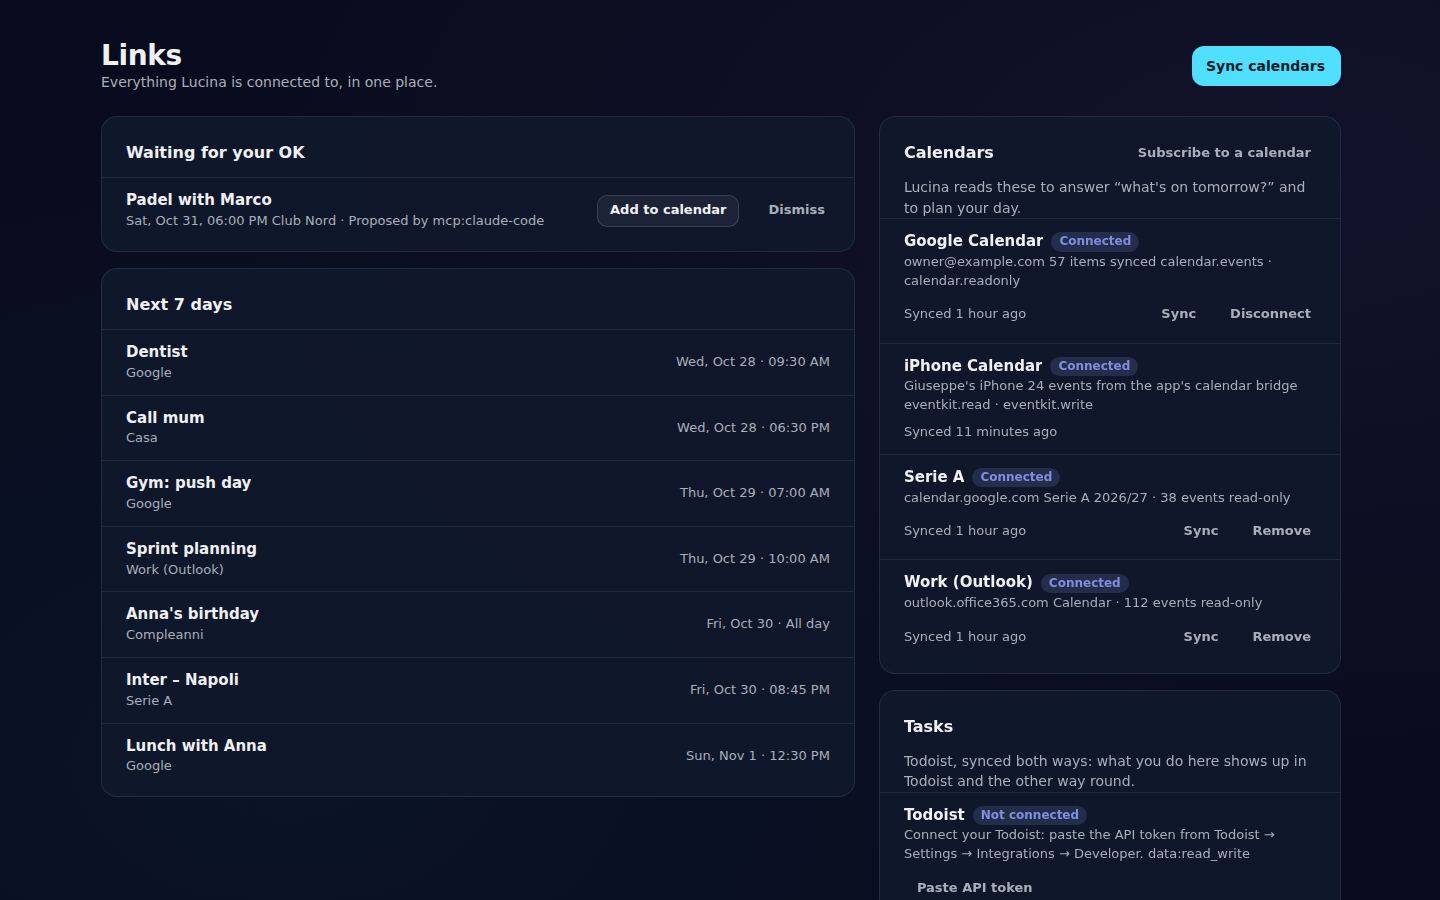 Links
Everything Lucina is connected to, in one place.
Sync calendars
Waiting for your OK
Padel with Marco
Sat, Oct 31, 06:00 PM Club Nord · Proposed by mcp:claude-code
Add to calendar
Dismiss
Next 7 days
Dentist
Google
Wed, Oct 28 · 09:30 AM
Call mum
Casa
Wed, Oct 28 · 06:30 PM
Gym: push day
Google
Thu, Oct 29 · 07:00 AM
Sprint planning
Work (Outlook)
Thu, Oct 29 · 10:00 AM
Anna's birthday
Compleanni
Fri, Oct 30 · All day
Inter – Napoli
Serie A
Fri, Oct 30 · 08:45 PM
Lunch with Anna
Google
Sun, Nov 1 · 12:30 PM
Calendars
Subscribe to a calendar
Lucina reads these to answer “what's on tomorrow?” and
to plan your day.
Google Calendar Connected
owner@example.com 57 items synced calendar.events ·
calendar.readonly
Synced 1 hour ago
Sync
Disconnect
iPhone Calendar Connected
Giuseppe's iPhone 24 events from the app's calendar bridge
eventkit.read · eventkit.write
Synced 11 minutes ago
Serie A Connected
calendar.google.com Serie A 2026/27 · 38 events read-only
Synced 1 hour ago
Sync
Remove
Work (Outlook) Connected
outlook.office365.com Calendar · 112 events read-only
Synced 1 hour ago
Sync
Remove
Tasks
Todoist, synced both ways: what you do here shows up in
Todoist and the other way round.
Todoist Not connected
Connect your Todoist: paste the API token from Todoist →
Settings → Integrations → Developer. data:read_write
Paste API token